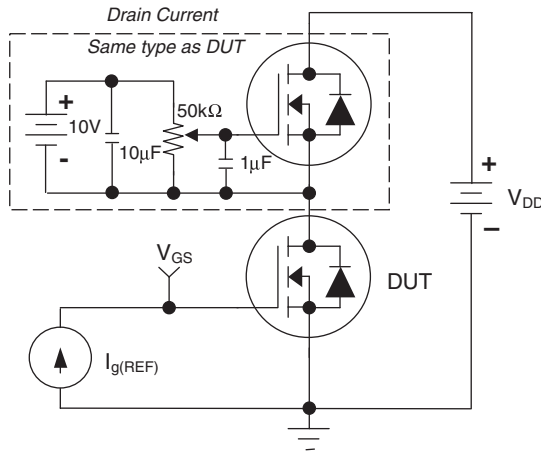 Drain Current
Same type as DUT
+
10V
-
10μF
50kΩ
1μF
+
V_DD
−
V_GS
DUT
I_g(REF)